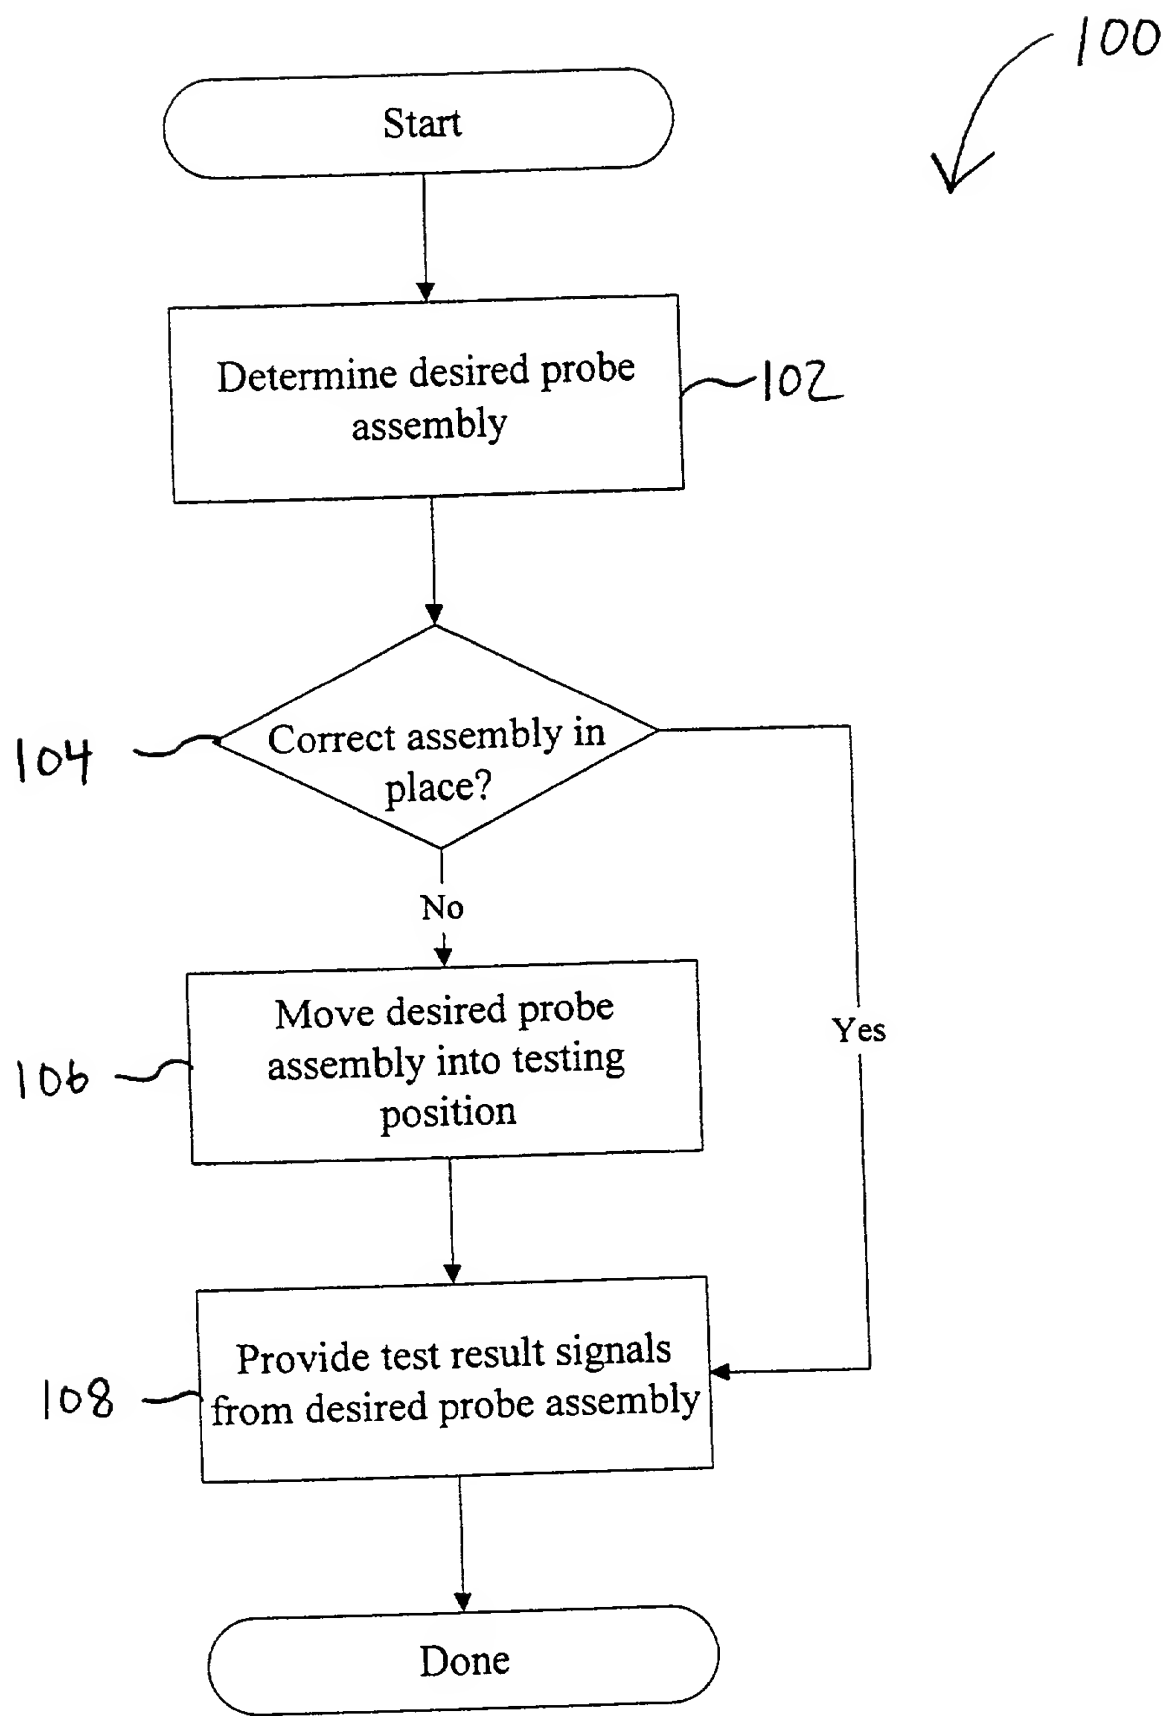 100
Start
Determine desired probe
assembly
102
Correct assembly in
place?
104
No
Yes
Move desired probe
assembly into testing
position
106
Provide test result signals
from desired probe assembly
108
Done